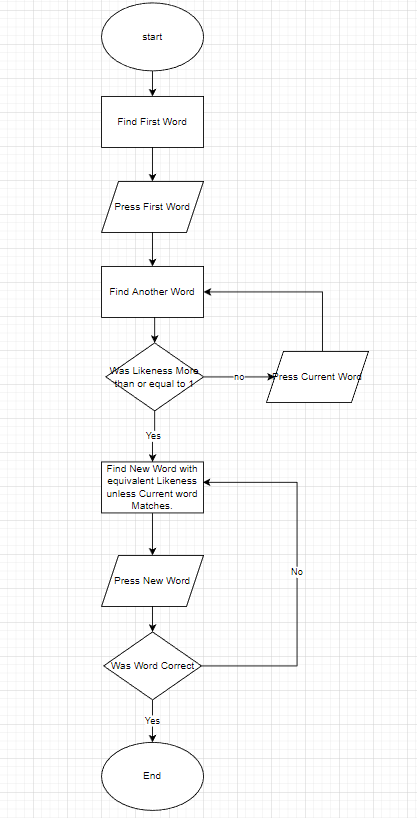 start
Find First Word
Press First Word
Find Another Word
Was Likeness More
than or equal to 1
no
Press Current Word
Yes
Find New Word with
equivalent Likeness
unless Current word
Matches.
Press New Word
No
Was Word Correct
Yes
End